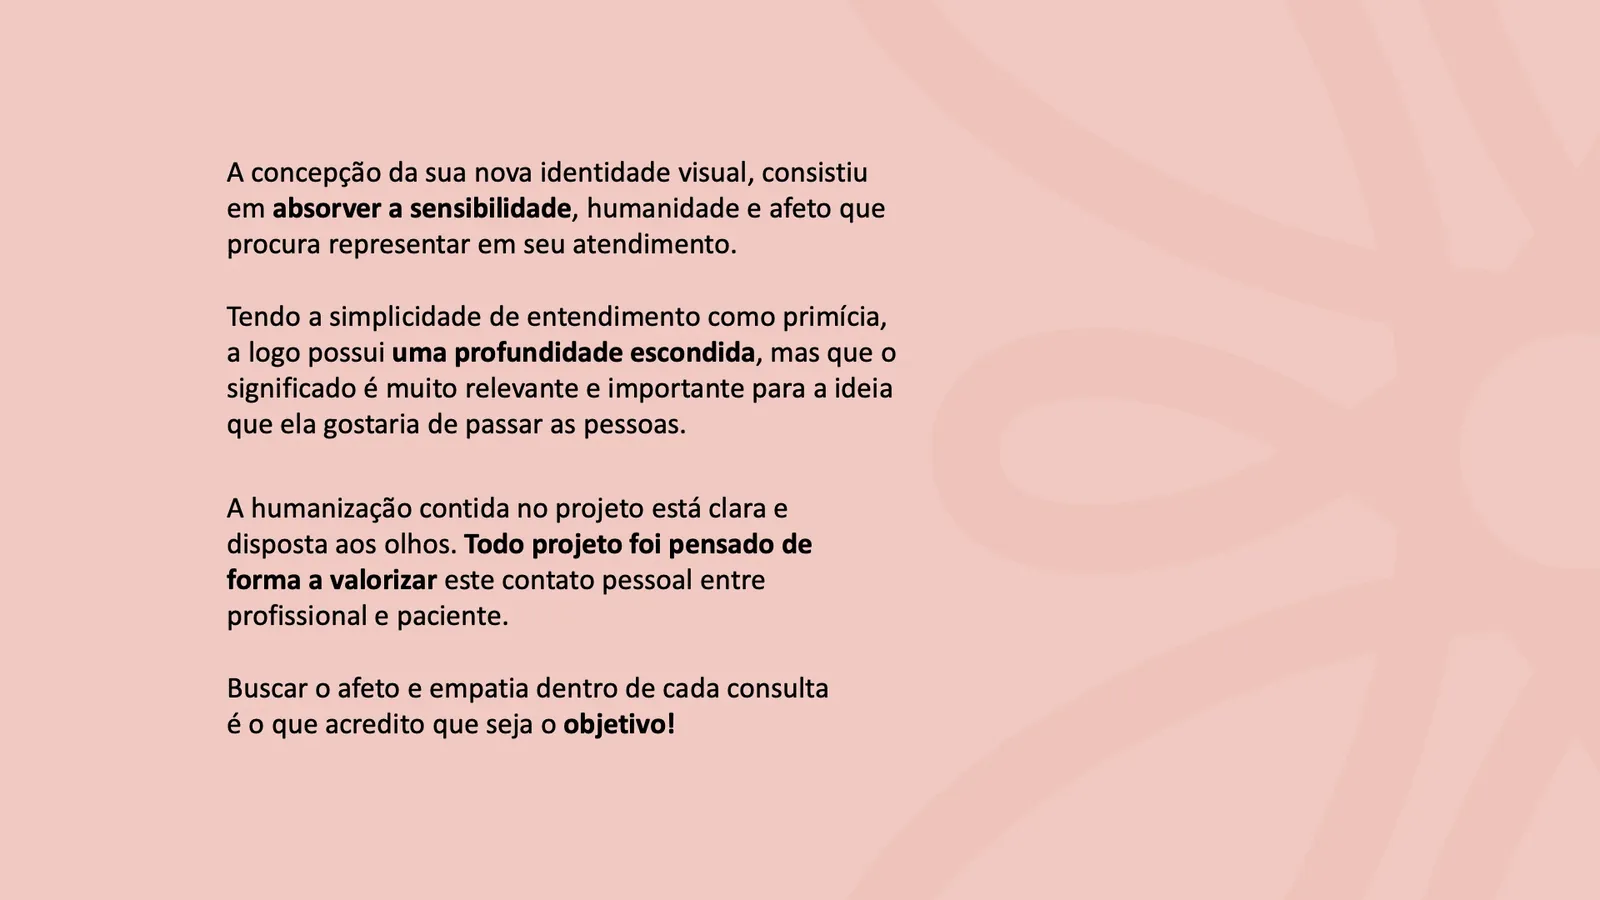 A concepção da sua nova identidade visual, consistiu
em absorver a sensibilidade, humanidade e afeto que
procura representar em seu atendimento.
Tendo a simplicidade de entendimento como primícia,
a logo possui uma profundidade escondida, mas que o
significado é muito relevante e importante para a ideia
que ela gostaria de passar as pessoas.
A humanização contida no projeto está clara e
disposta aos olhos. Todo projeto foi pensado de
forma a valorizar este contato pessoal entre
profissional e paciente.
Buscar o afeto e empatia dentro de cada consulta
é o que acredito que seja o objetivo!